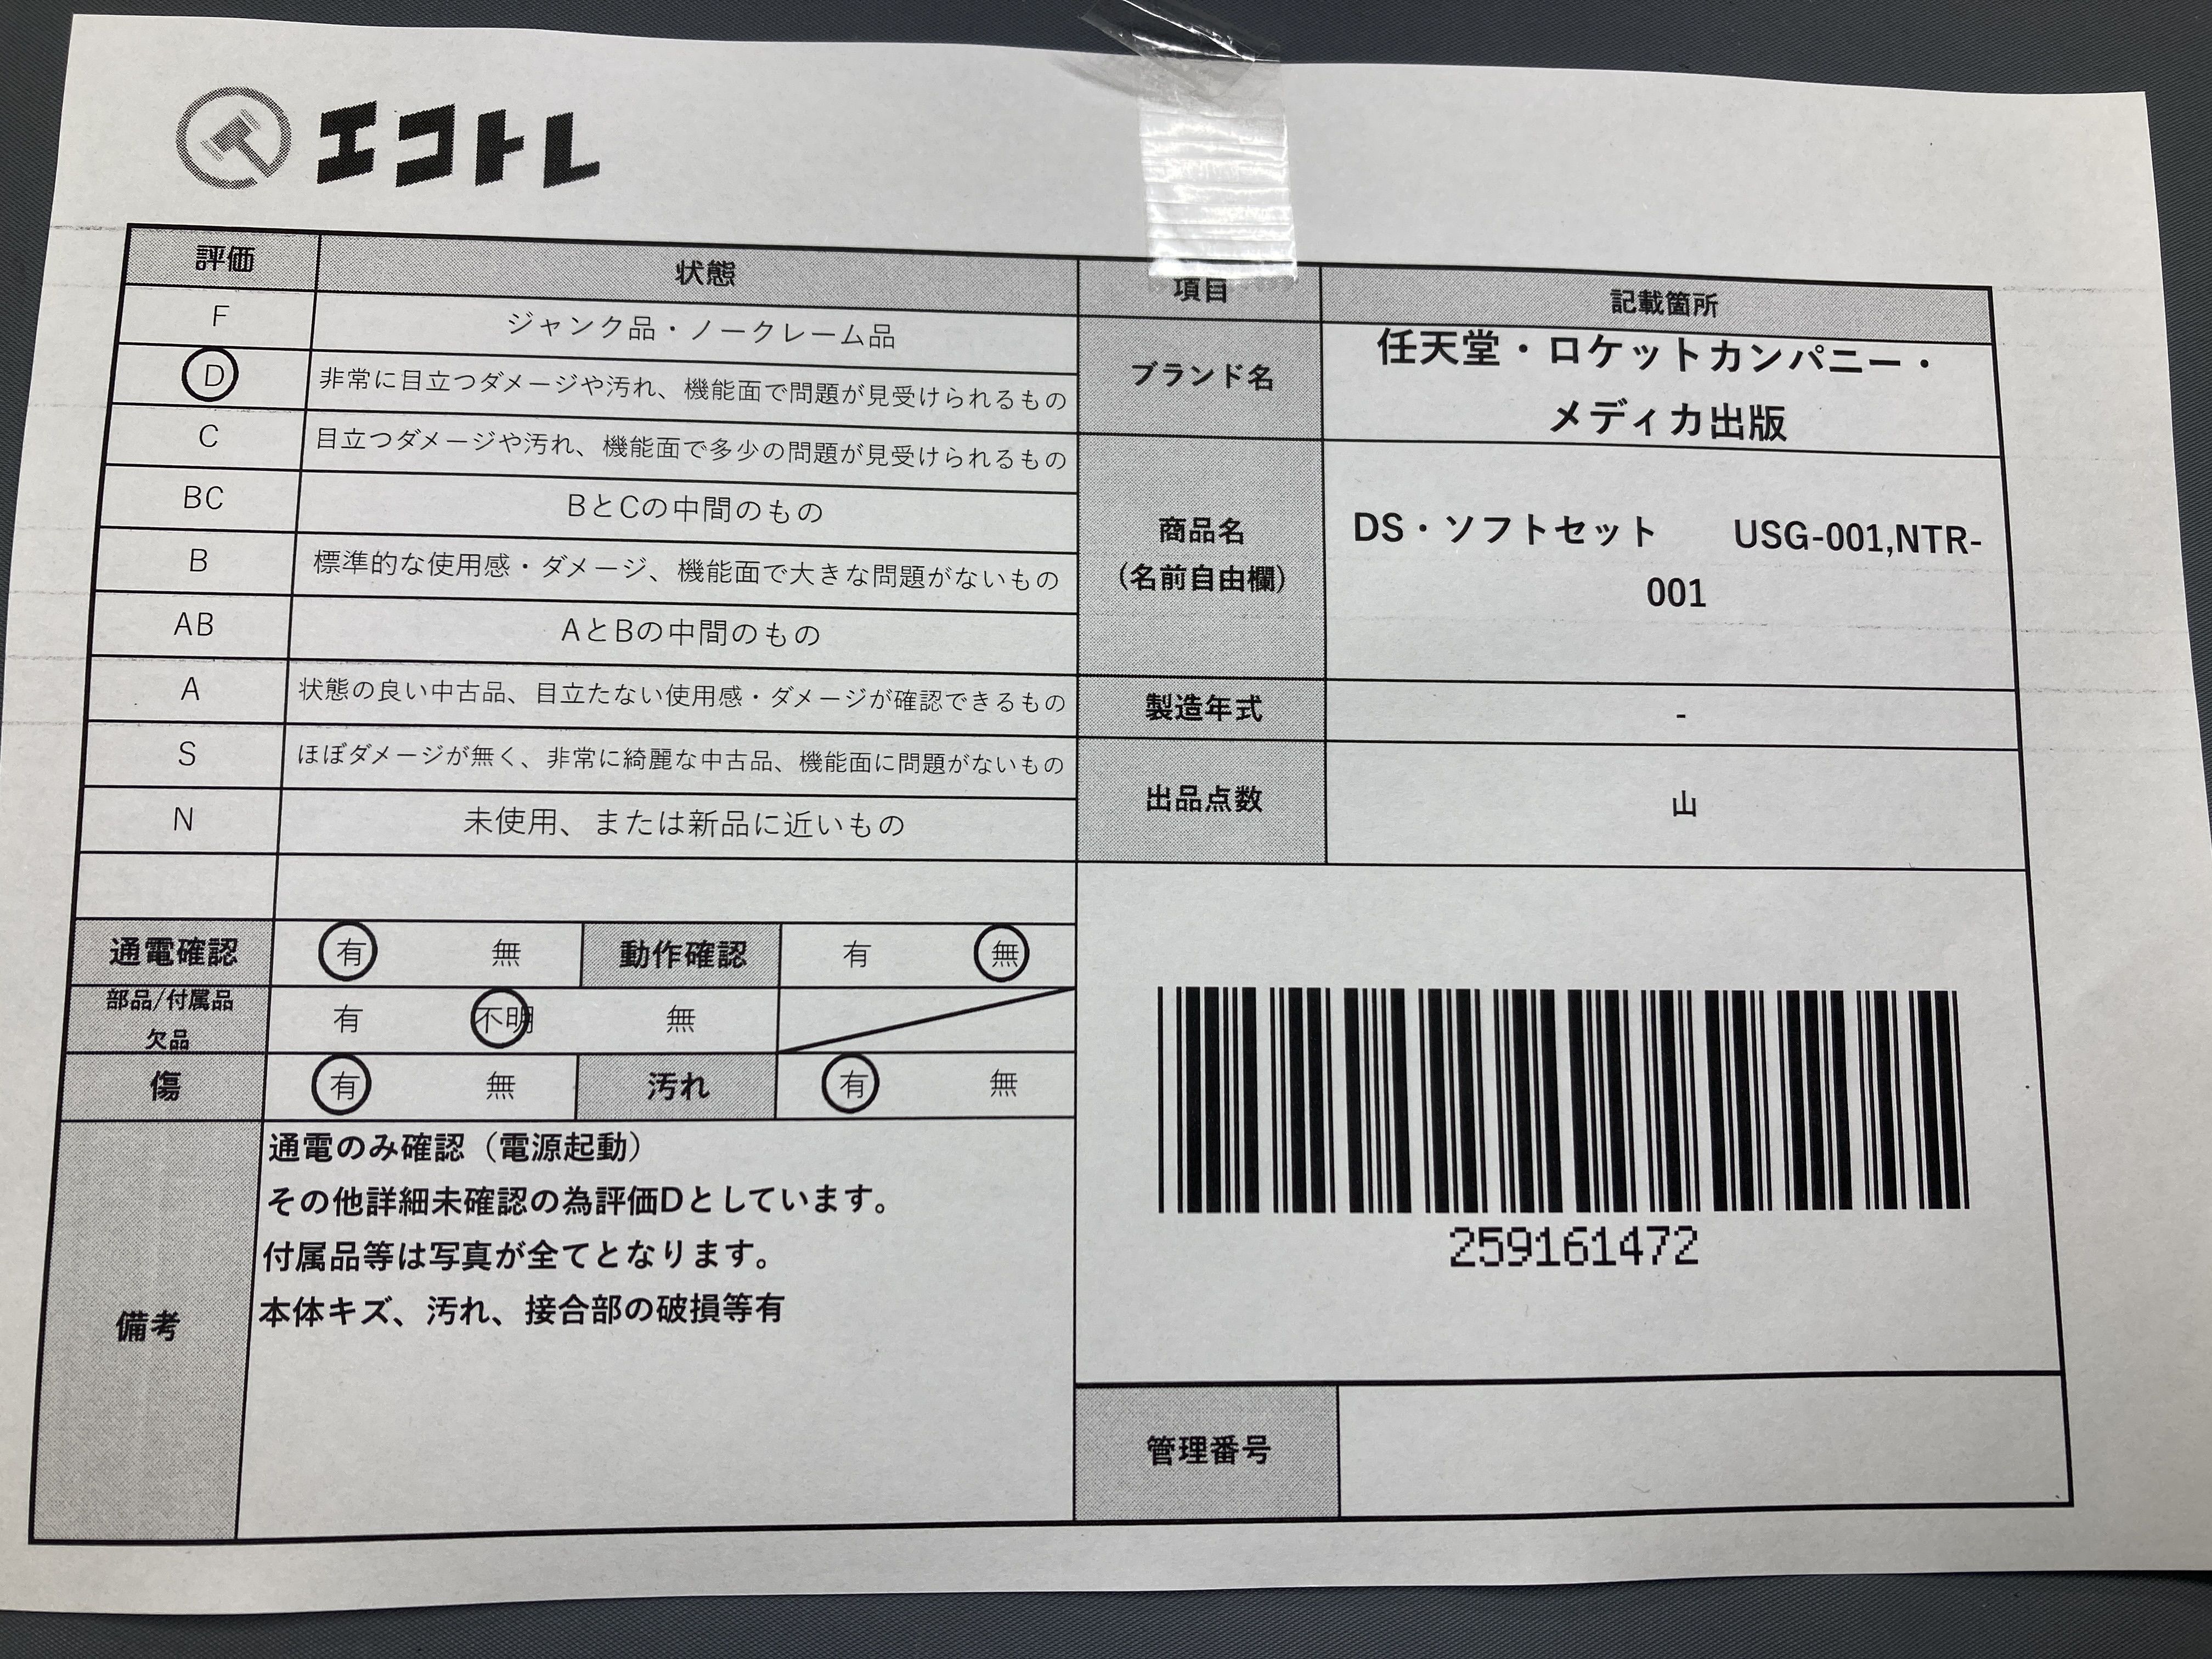 エコトレ
評価 状態
F ジャンク品・ノークレーム品
D 非常に目立つダメージや汚れ、機能面で問題が見受けられるもの
C 目立つダメージや汚れ、機能面で多少の問題が見受けられるもの
BC BとCの中間のもの
B 標準的な使用感・ダメージ、機能面で大きな問題がないもの
AB AとBの中間のもの
A 状態の良い中古品、目立たない使用感・ダメージが確認できるもの
S ほぼダメージが無く、非常に綺麗な中古品、機能面に問題がないもの
N 未使用、または新品に近いもの
通電確認 有 無 動作確認 有 無
部品/付属品
欠品
有 不明 無
傷 有 無 汚れ 有 無
備考
通電のみ確認（電源起動）
その他詳細未確認の為評価Dとしています。
付属品等は写真が全てとなります。
本体キズ、汚れ、接合部の破損等有
項目 記載箇所
ブランド名
任天堂・ロケットカンパニー・
メディカ出版
商品名
（名前自由欄）
DS・ソフトセット　　USG-001,NTR-
001
製造年式 -
出品点数 山
259161472
管理番号